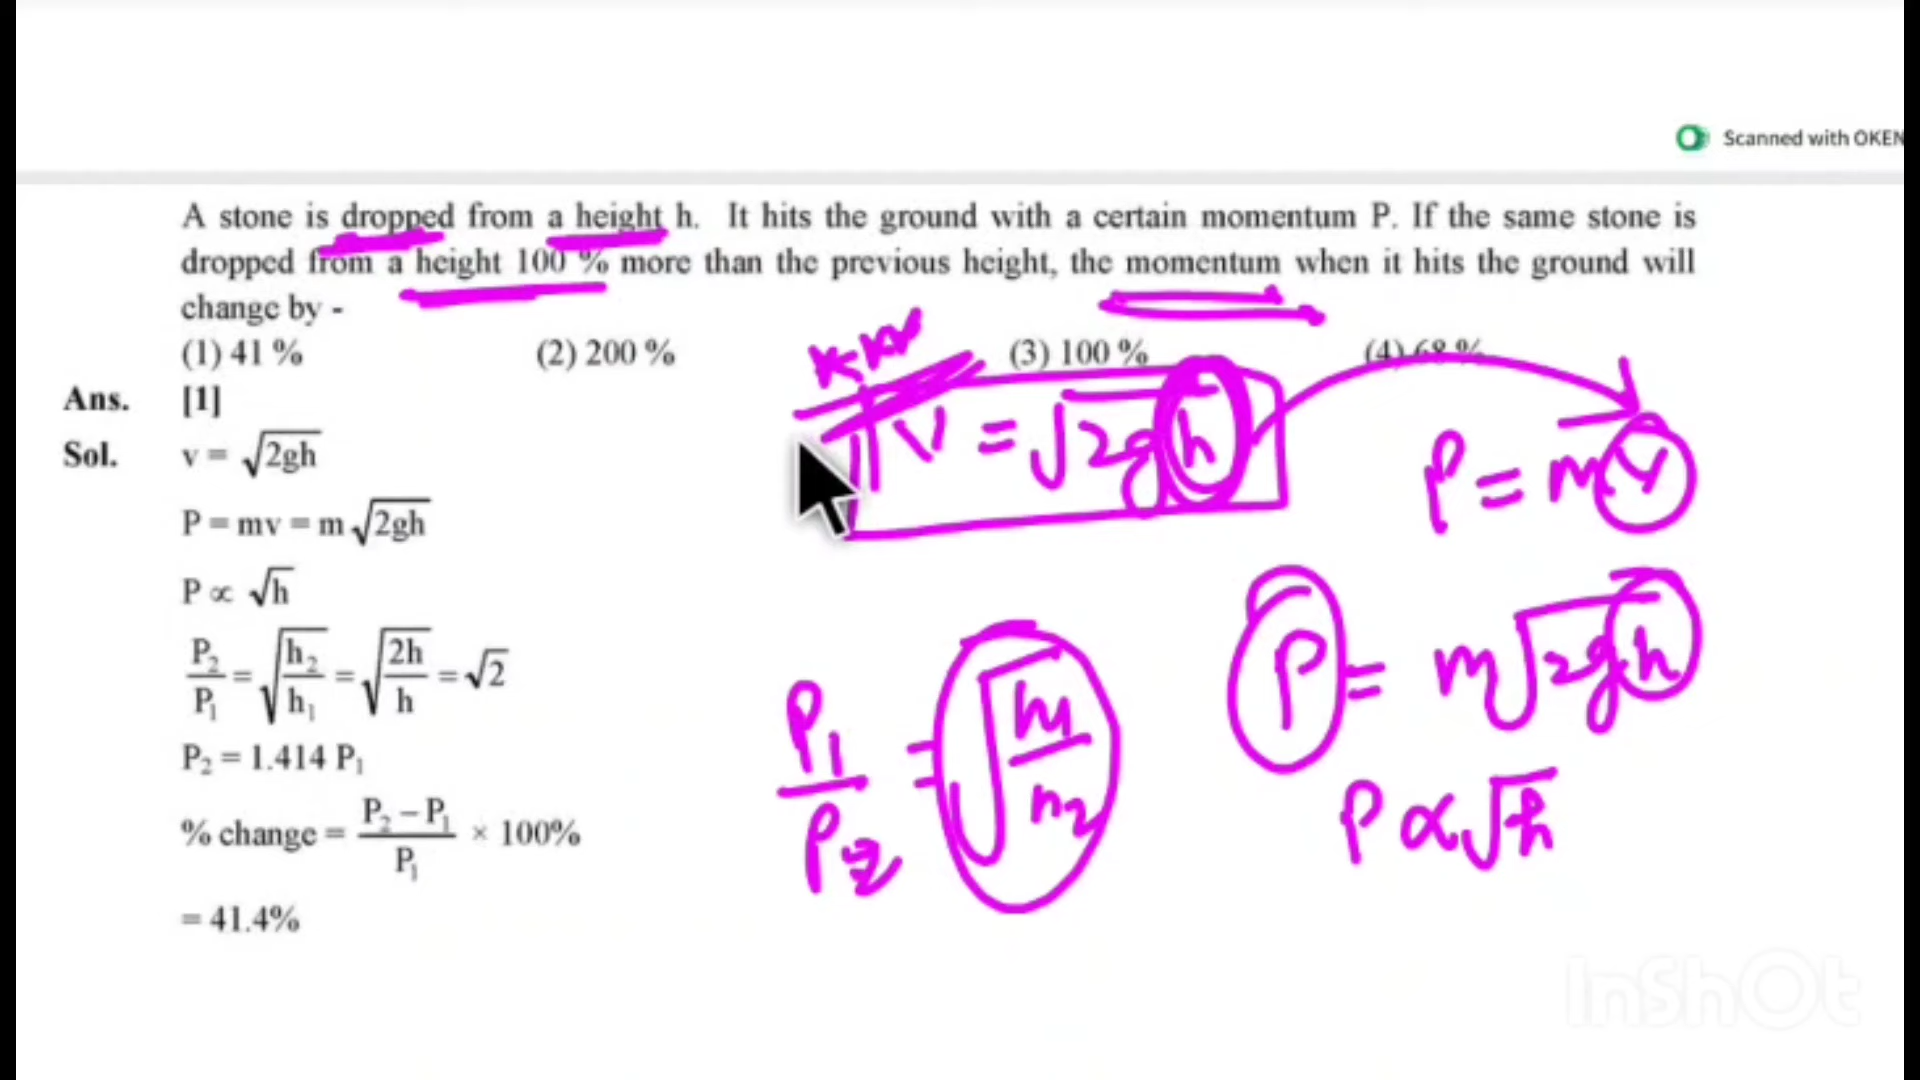 Scanned with OKEN
A stone is dropped from a height h. It hits the ground with a certain momentum P. If the same stone is
dropped from a height 100 % more than the previous height, the momentum when it hits the ground will
change by -
(1) 41 % (2) 200 % (3) 100 % (4) 68 %
Ans. [1]
Sol. v = √2gh
P = mv = m √2gh
P ∝ √h
P₂/P₁ = √h₂/h₁ = √2h/h = √2
P₂ = 1.414 P₁
% change = P₂ – P₁/P₁ × 100%
= 41.4%
V = √2gh
P = mv
P = m√2gh
P ∝ √h
P₁/P₂ = √h₁/h₂
InShOt